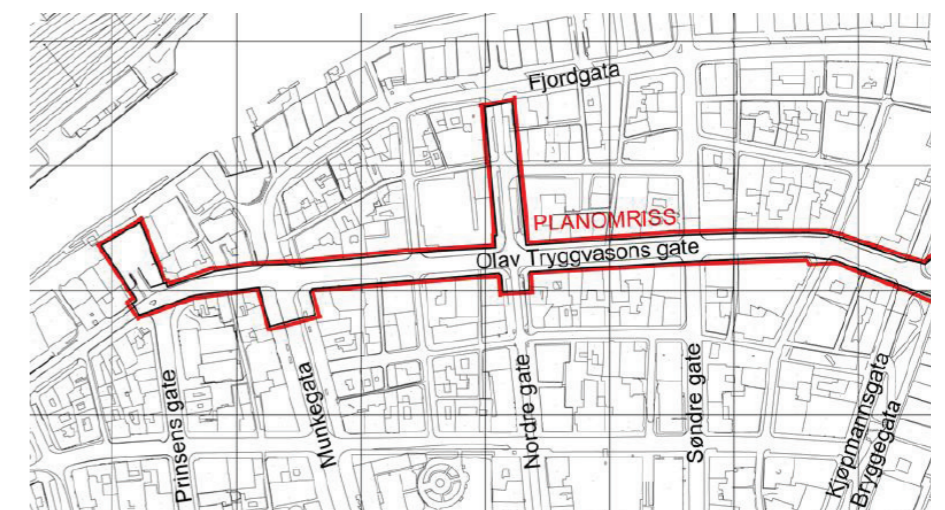 Fjordgata
PLANOMRISS
Olav Tryggvasons gate
Prinsens gate
Munkegata
Nordre gate
Søndre gate
Kjøpmannsgata
Bryggegata